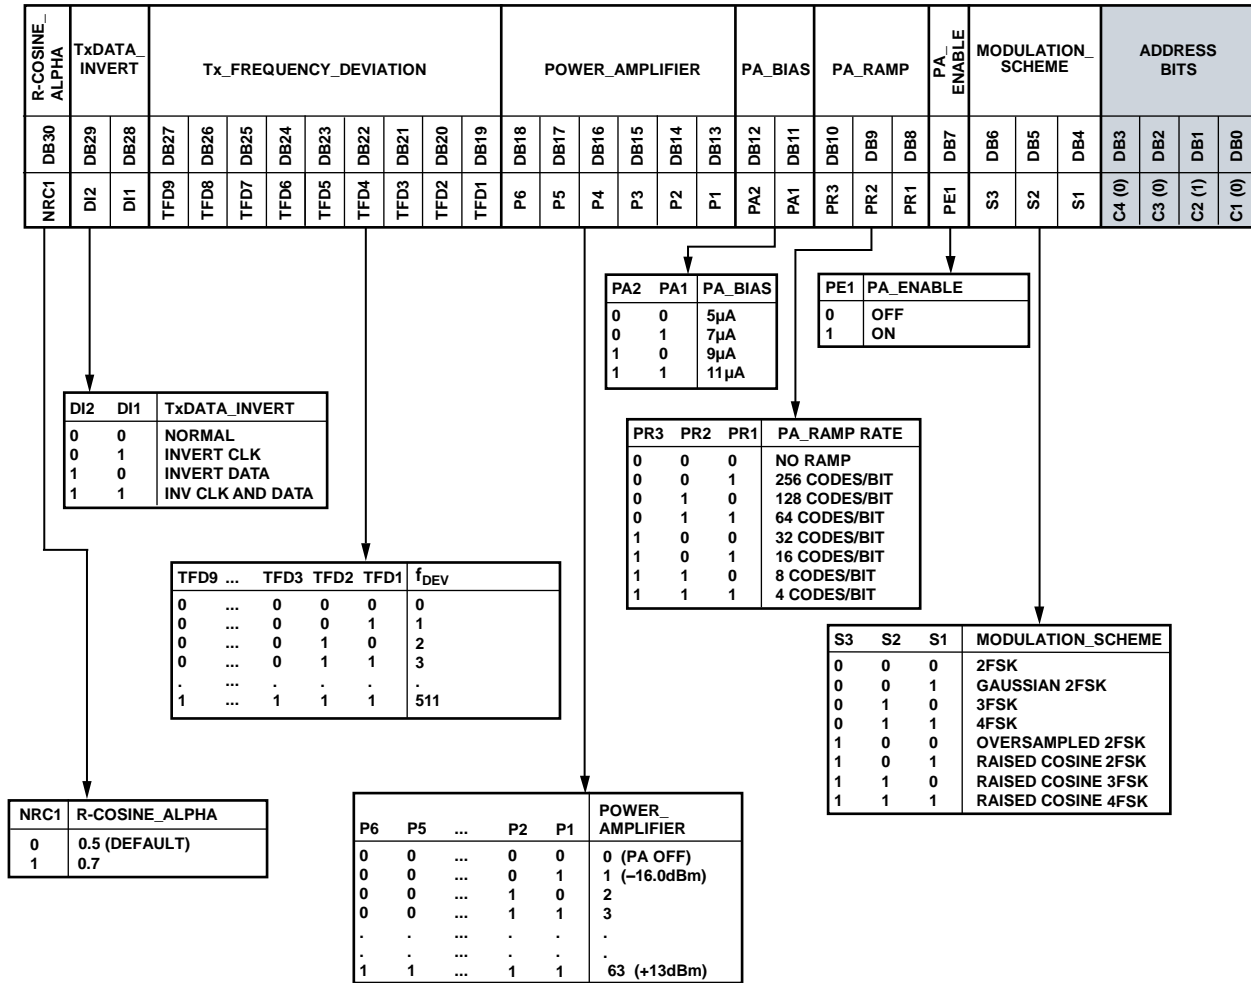 R-COSINE_
ALPHA
TxDATA_
INVERT
Tx_FREQUENCY_DEVIATION
POWER_AMPLIFIER
PA_BIAS
PA_RAMP
PA_
ENABLE
MODULATION_
SCHEME
ADDRESS
BITS
DB30 DB29 DB28 DB27 DB26 DB25 DB24 DB23 DB22 DB21 DB20 DB19 DB18 DB17 DB16 DB15 DB14 DB13 DB12 DB11 DB10 DB9 DB8 DB7 DB6 DB5 DB4 DB3 DB2 DB1 DB0
NRC1 DI2 DI1 TFD9 TFD8 TFD7 TFD6 TFD5 TFD4 TFD3 TFD2 TFD1 P6 P5 P4 P3 P2 P1 PA2 PA1 PR3 PR2 PR1 PE1 S3 S2 S1 C4 (0) C3 (0) C2 (1) C1 (0)
PA2 PA1 PA_BIAS
0 0 5µA
0 1 7µA
1 0 9µA
1 1 11µA
PE1 PA_ENABLE
0 OFF
1 ON
DI2 DI1 TxDATA_INVERT
0 0 NORMAL
0 1 INVERT CLK
1 0 INVERT DATA
1 1 INV CLK AND DATA
PR3 PR2 PR1 PA_RAMP RATE
0 0 0 NO RAMP
0 0 1 256 CODES/BIT
0 1 0 128 CODES/BIT
0 1 1 64 CODES/BIT
1 0 0 32 CODES/BIT
1 0 1 16 CODES/BIT
1 1 0 8 CODES/BIT
1 1 1 4 CODES/BIT
TFD9 ... TFD3 TFD2 TFD1 fDEV
0 ... 0 0 0 0
0 ... 0 0 1 1
0 ... 0 1 0 2
0 ... 0 1 1 3
. ... . . . .
1 ... 1 1 1 511
S3 S2 S1 MODULATION_SCHEME
0 0 0 2FSK
0 0 1 GAUSSIAN 2FSK
0 1 0 3FSK
0 1 1 4FSK
1 0 0 OVERSAMPLED 2FSK
1 0 1 RAISED COSINE 2FSK
1 1 0 RAISED COSINE 3FSK
1 1 1 RAISED COSINE 4FSK
NRC1 R-COSINE_ALPHA
0 0.5 (DEFAULT)
1 0.7
P6 P5 ... P2 P1 POWER_
AMPLIFIER
0 0 ... 0 0 0 (PA OFF)
0 0 ... 0 1 1 (–16.0dBm)
0 0 ... 1 0 2
0 0 ... 1 1 3
. . ... . . .
. . ... . . .
1 1 ... 1 1 63 (+13dBm)